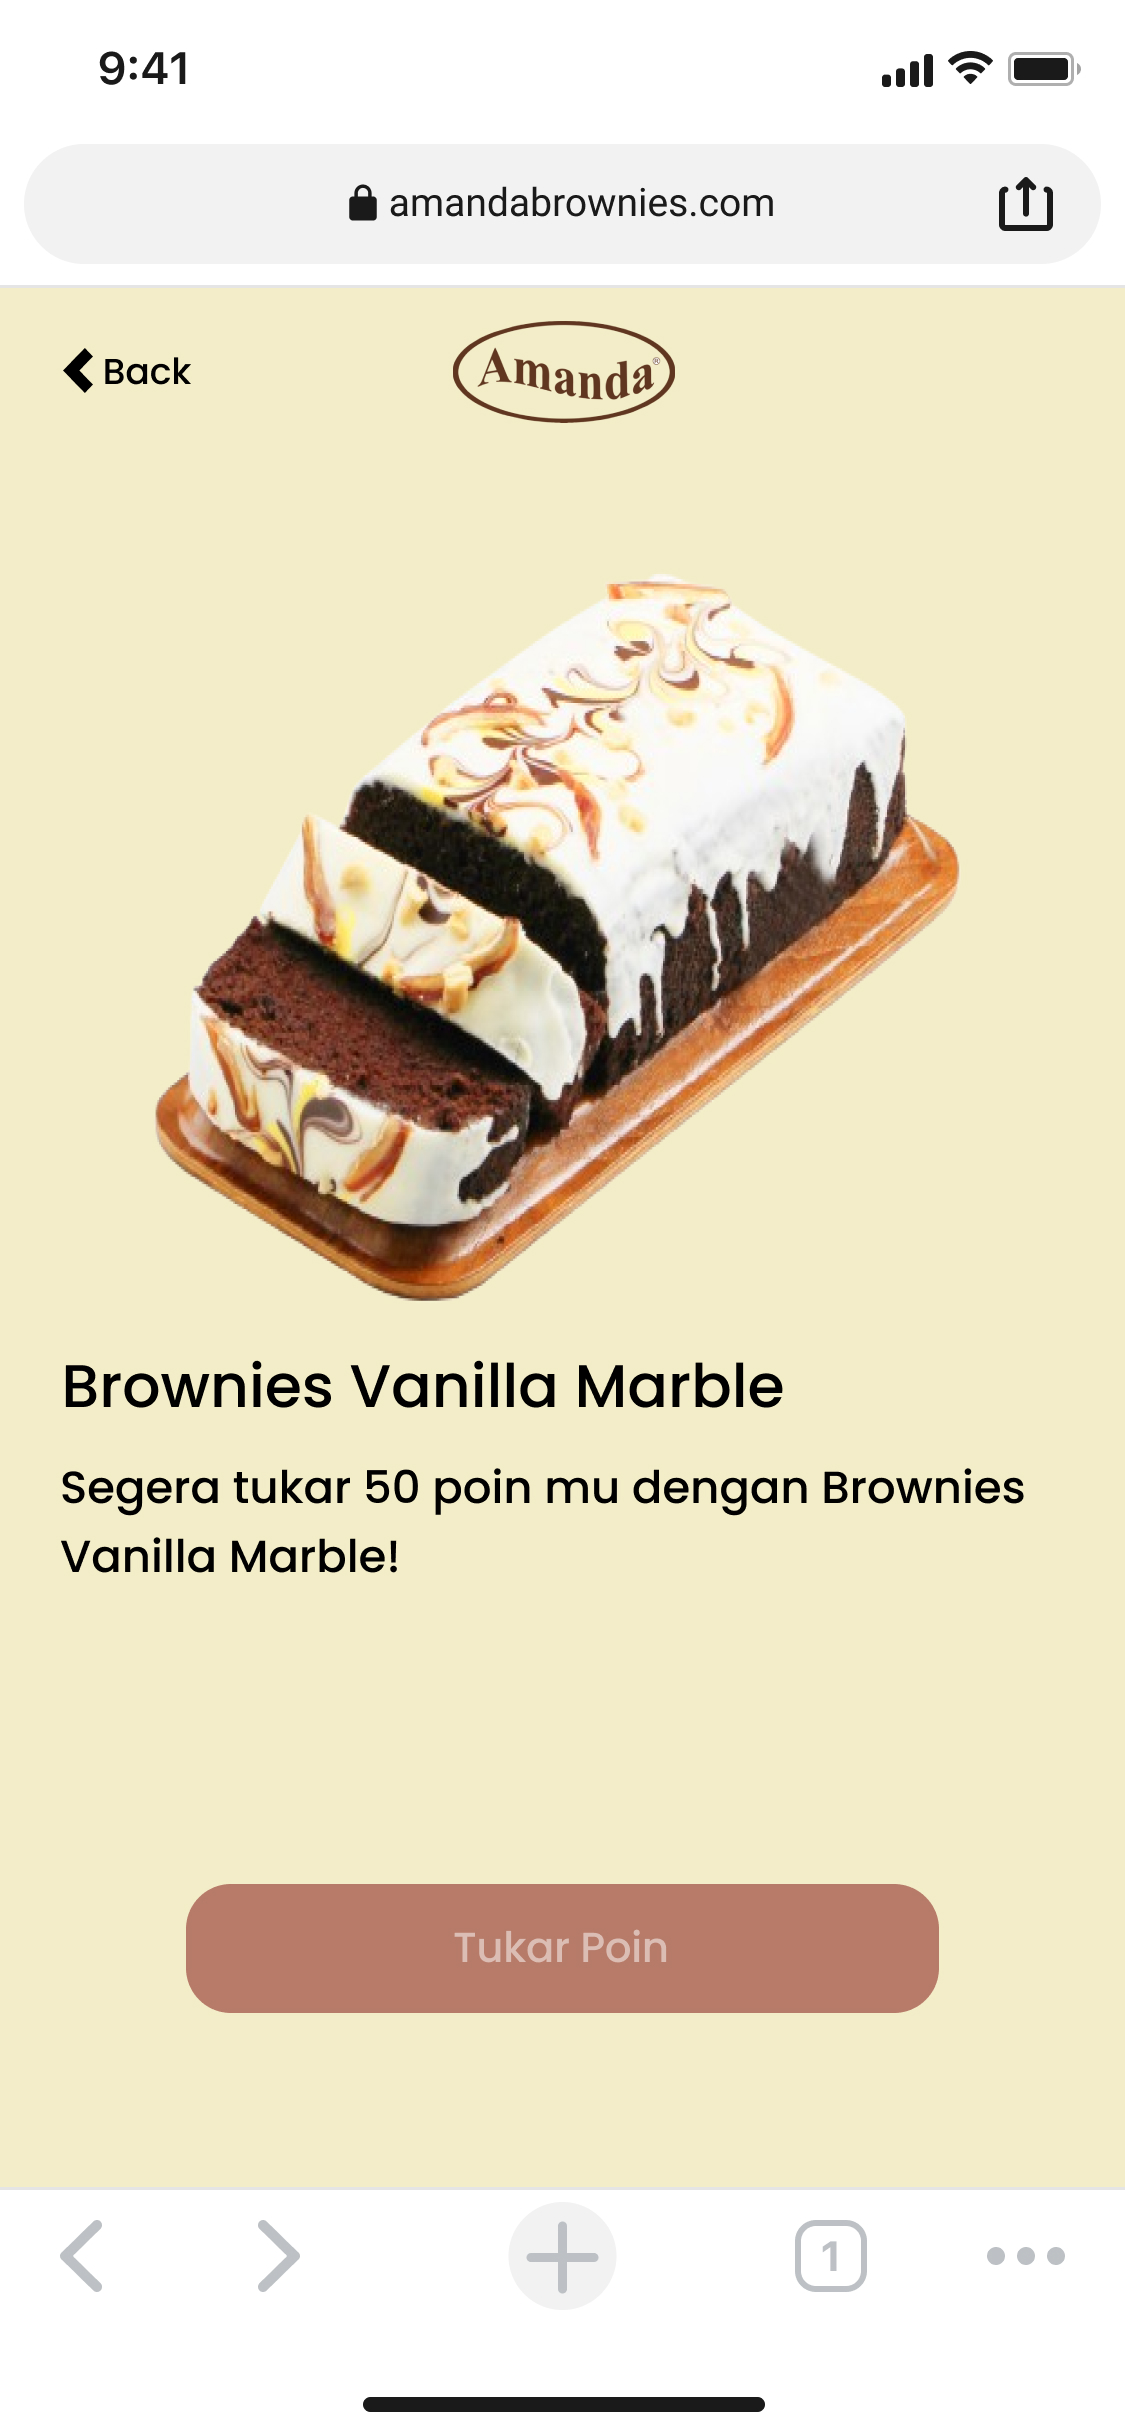 9:41
amandabrownies.com
Back
Amanda®
Brownies Vanilla Marble
Segera tukar 50 poin mu dengan Brownies
Vanilla Marble!
Tukar Poin
1